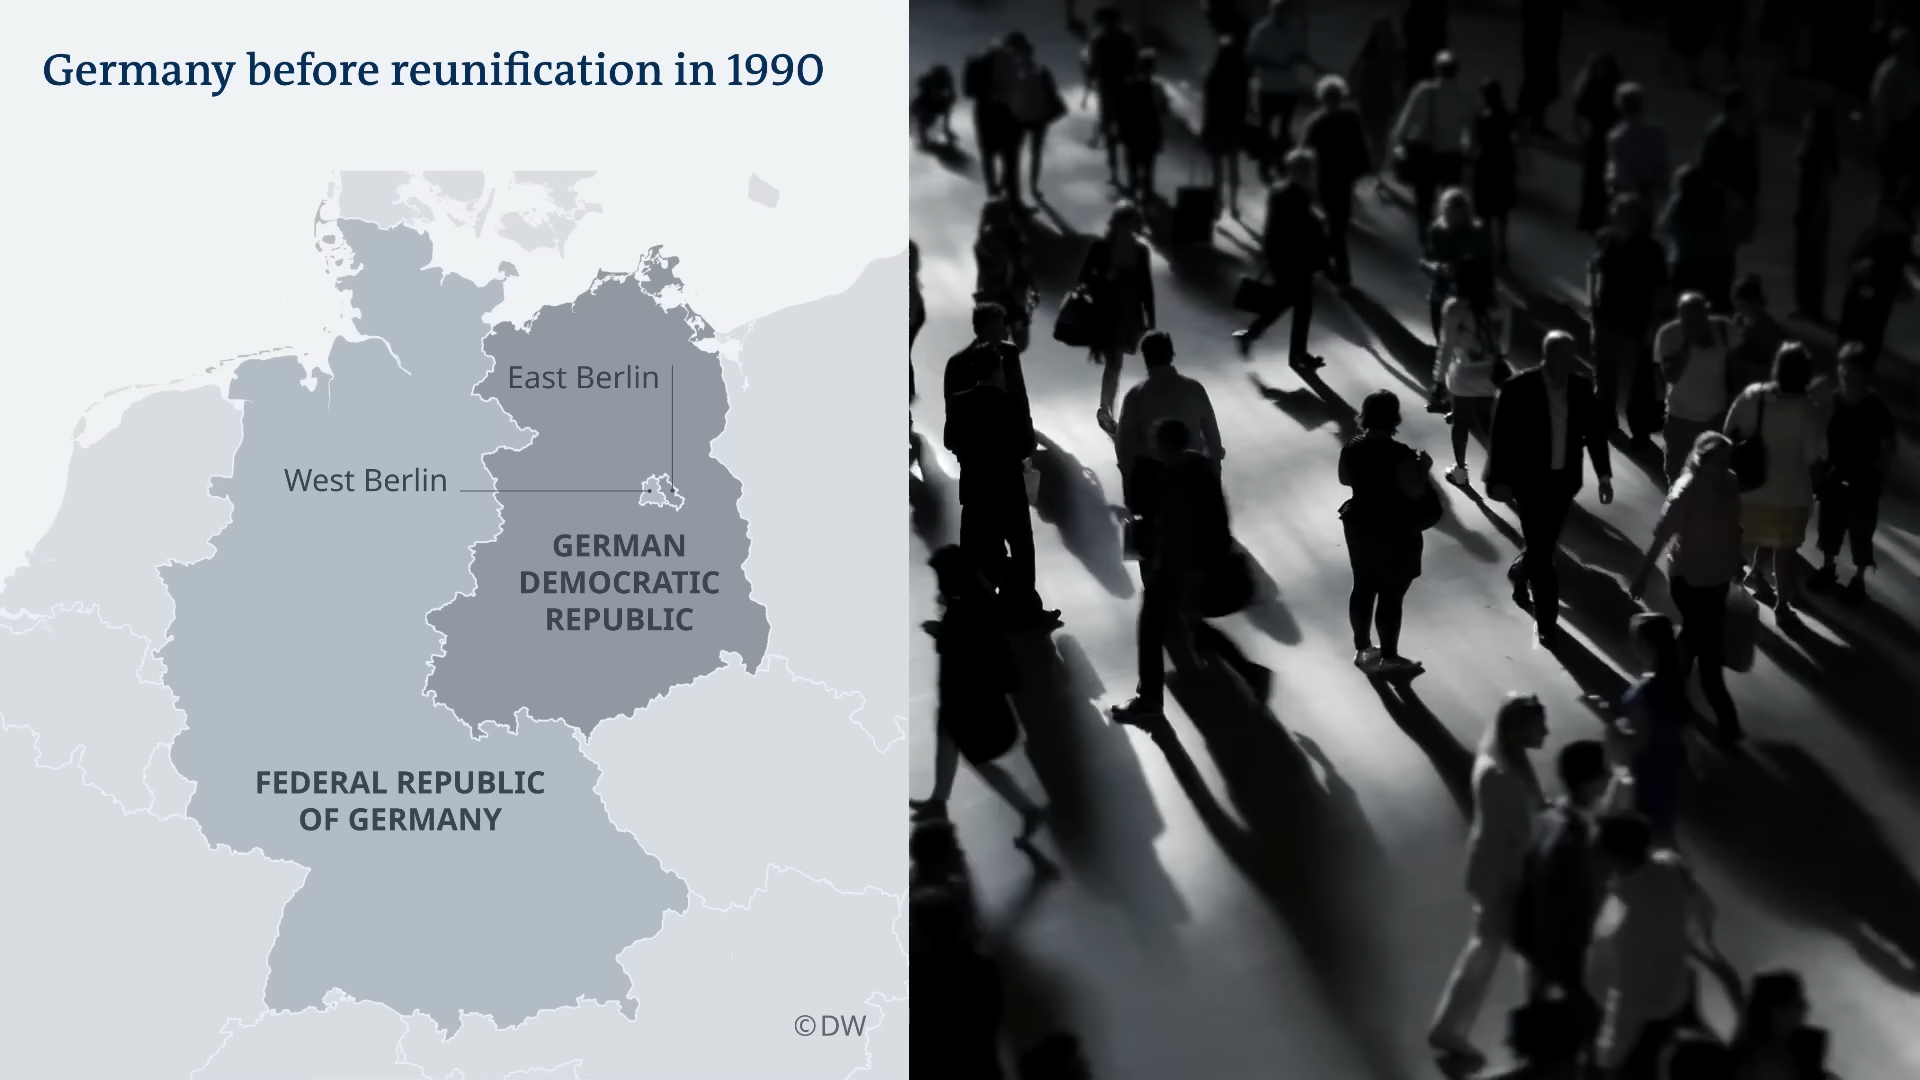 Germany before reunification in 1990
East Berlin
West Berlin
GERMAN
DEMOCRATIC
REPUBLIC
FEDERAL REPUBLIC
OF GERMANY
©DW